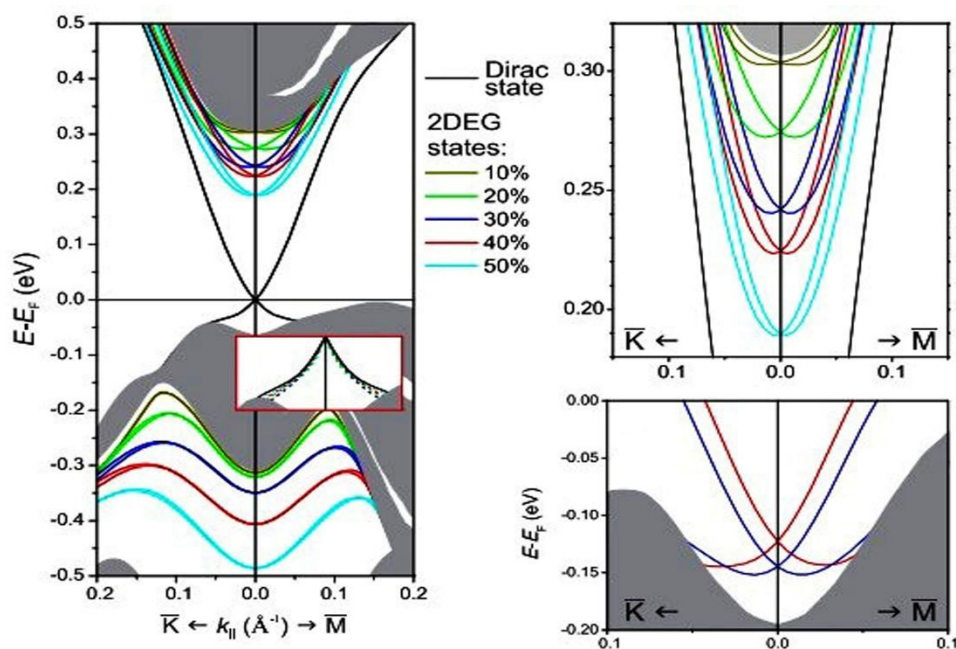 0.5
0.4
0.3
0.2
0.1
0.0
-0.1
-0.2
-0.3
-0.4
-0.5
E-E_F (eV)
0.2 0.1 0.0 0.1 0.2
K̅ ← k_|| (Å⁻¹) → M̅
Dirac
state
2DEG
states:
10%
20%
30%
40%
50%
0.30
0.25
0.20
K̅ ← → M̅
0.1 0.0 0.1
0.00
-0.05
-0.10
-0.15
-0.20
E-E_F (eV)
K̅ ← → M̅
0.1 0.0 0.1